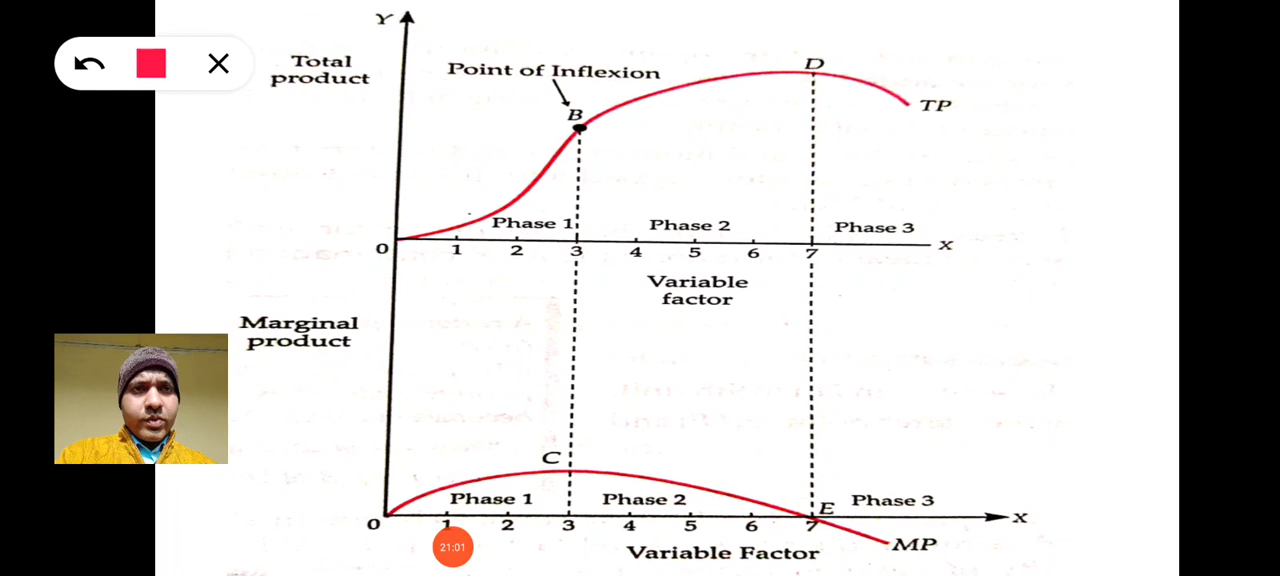 Y
Total
product
Point of Inflexion
D
B
TP
Phase 1
Phase 2
Phase 3
0 1 2 3 4 5 6 7 X
Variable
factor
Marginal
product
C
Phase 1
Phase 2
E
Phase 3
0 1 2 3 4 5 6 7 X
MP
21:01
Variable Factor